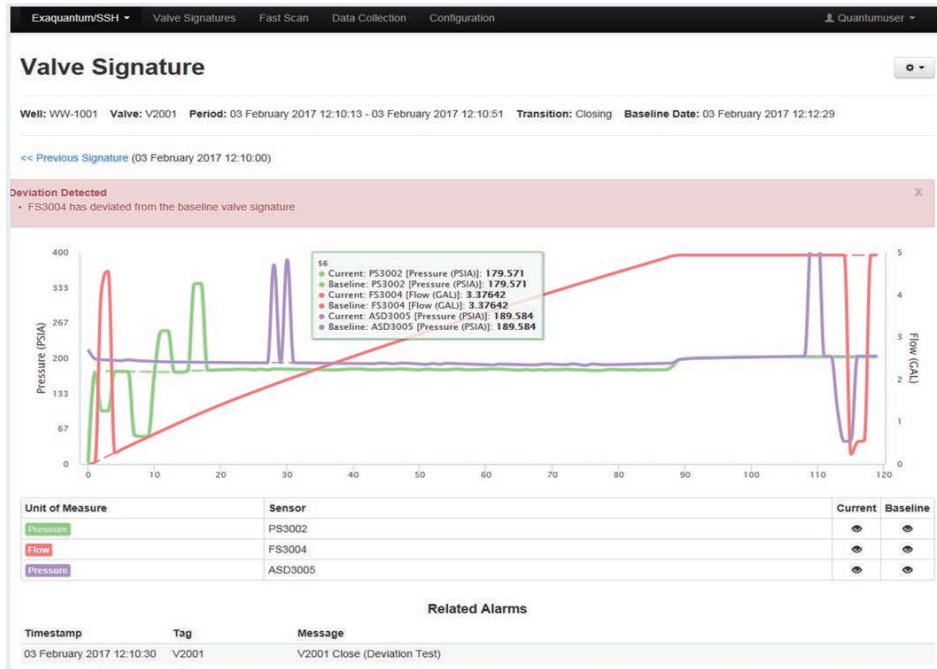 Exaquantum/SSH Valve Signatures Fast Scan Data Collection Configuration Quantumuser
Valve Signature
Well: WW-1001 Valve: V2001 Period: 03 February 2017 12:10:13 - 03 February 2017 12:10:51 Transition: Closing Baseline Date: 03 February 2017 12:12:29
<< Previous Signature (03 February 2017 12:10:00)
Deviation Detected X
• FS3004 has deviated from the baseline valve signature
56
Current: PS3002 [Pressure (PSIA)]: 179.571
Baseline: PS3002 [Pressure (PSIA)]: 179.571
Current: FS3004 [Flow (GAL)]: 3.37642
Baseline: FS3004 [Flow (GAL)]: 3.37642
Current: ASD3005 [Pressure (PSIA)]: 189.584
Baseline: ASD3005 [Pressure (PSIA)]: 189.584
Pressure (PSIA)
400
333
267
200
133
67
0
Flow (GAL)
5
4
3
2
1
0
0 10 20 30 40 50 60 70 80 90 100 110 120
Unit of Measure Sensor Current Baseline
Pressure PS3002
Flow FS3004
Pressure ASD3005
Related Alarms
Timestamp Tag Message
03 February 2017 12:10:30 V2001 V2001 Close (Deviation Test)